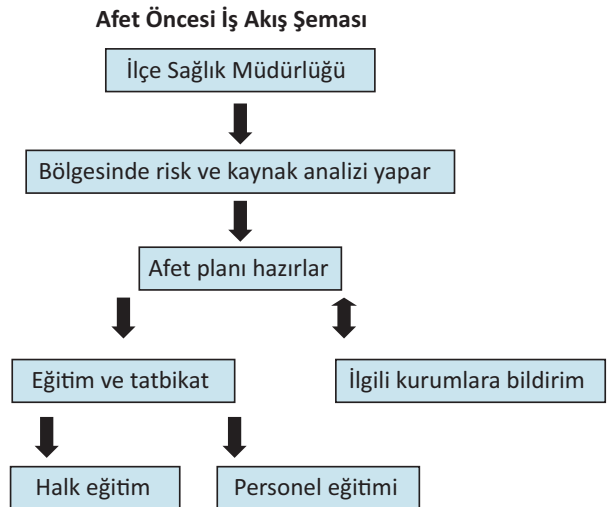 Afet Öncesi İş Akış Şeması
İlçe Sağlık Müdürlüğü
Bölgesinde risk ve kaynak analizi yapar
Afet planı hazırlar
Eğitim ve tatbikat
İlgili kurumlara bildirim
Halk eğitim
Personel eğitimi